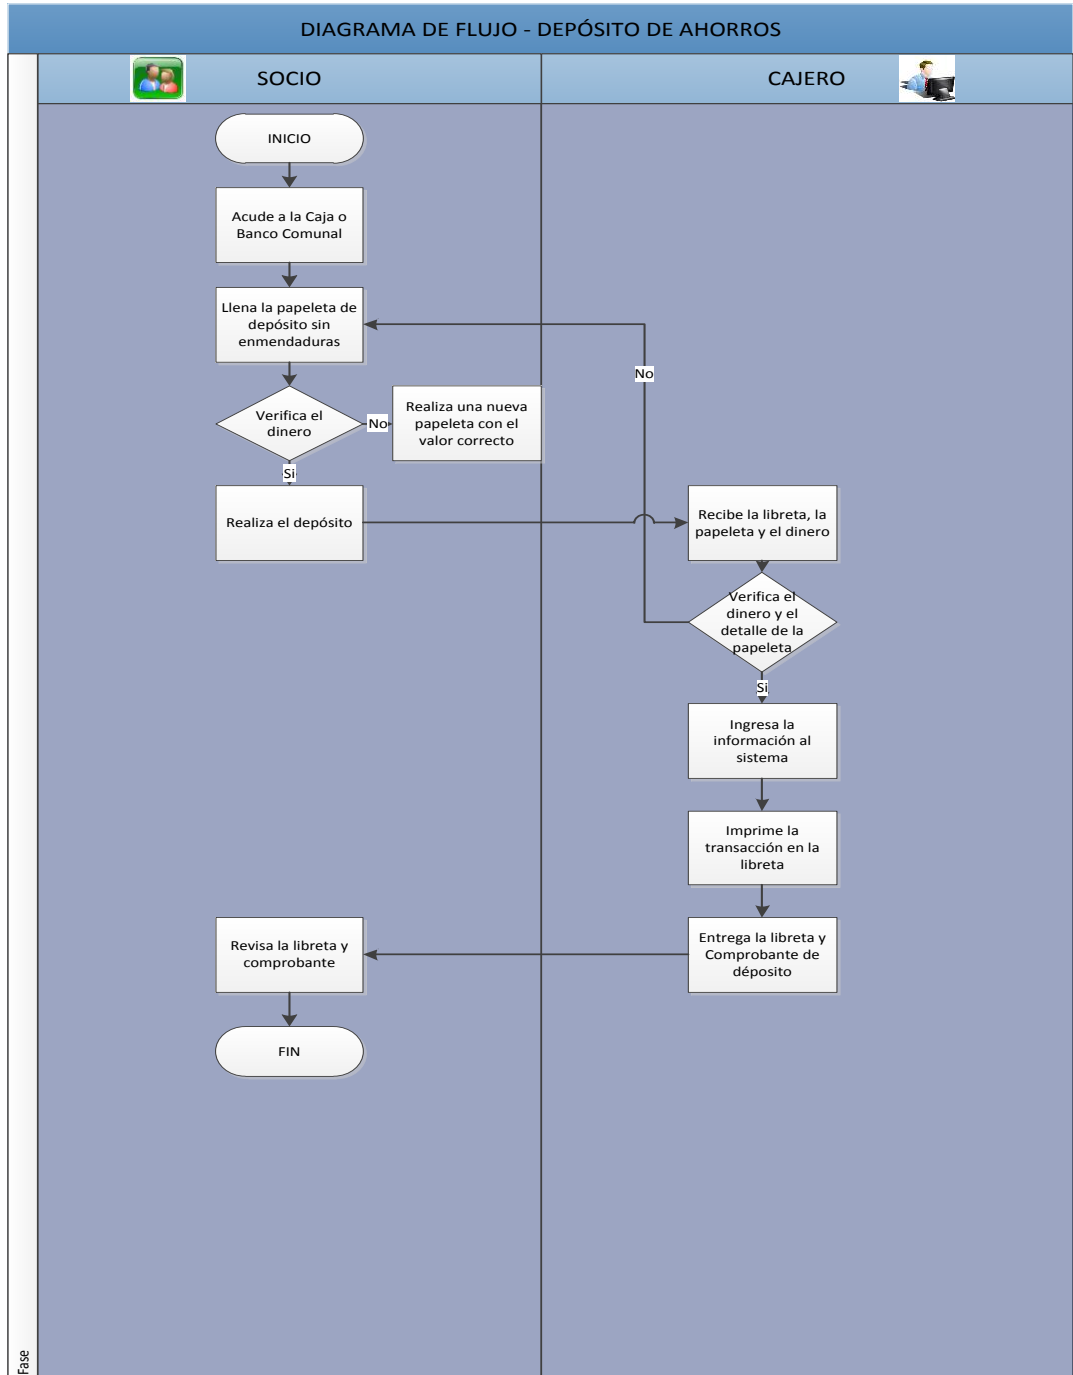 DIAGRAMA DE FLUJO - DEPÓSITO DE AHORROS
SOCIO
CAJERO
INICIO
Acude a la Caja o
Banco Comunal
Llena la papeleta de
depósito sin
enmendaduras
No
Verifica el
dinero
No
Realiza una nueva
papeleta con el
valor correcto
Si
Realiza el depósito
Recibe la libreta, la
papeleta y el dinero
Verifica el
dinero y el
detalle de la
papeleta
Si
Ingresa la
información al
sistema
Imprime la
transacción en la
libreta
Entrega la libreta y
Comprobante de
déposito
Revisa la libreta y
comprobante
FIN
Fase